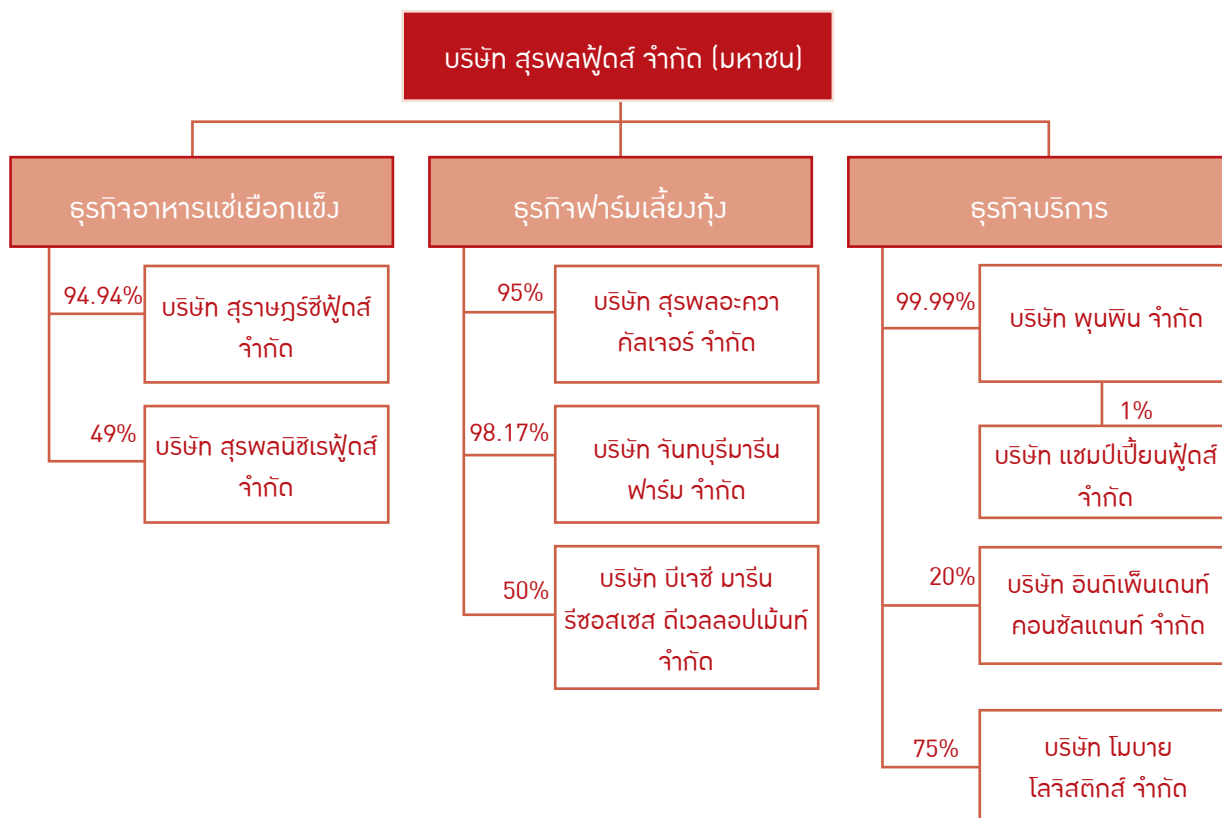 บริษัท สุรพลฟู้ดส์ จำกัด (มหาชน)
ธุรกิจอาหารแช่เยือกแข็ง
94.94%
บริษัท สุราษฎร์ซีฟู้ดส์
จำกัด
49%
บริษัท สุรพลนิชิเรฟู้ดส์
จำกัด
ธุรกิจฟาร์มเลี้ยงกุ้ง
95%
บริษัท สุรพลอะควา
คัลเจอร์ จำกัด
98.17%
บริษัท จันทบุรีมารีน
ฟาร์ม จำกัด
50%
บริษัท บีเจซี มารีน
รีซอสเซส ดีเวลลอปเม้นท์
จำกัด
ธุรกิจบริการ
99.99%
บริษัท พุนพิน จำกัด
1%
บริษัท แชมป์เปี้ยนฟู้ดส์
จำกัด
20%
บริษัท อินดิเพ็นเดนท์
คอนซัลแตนท์ จำกัด
75%
บริษัท โมบาย
โลจิสติกส์ จำกัด